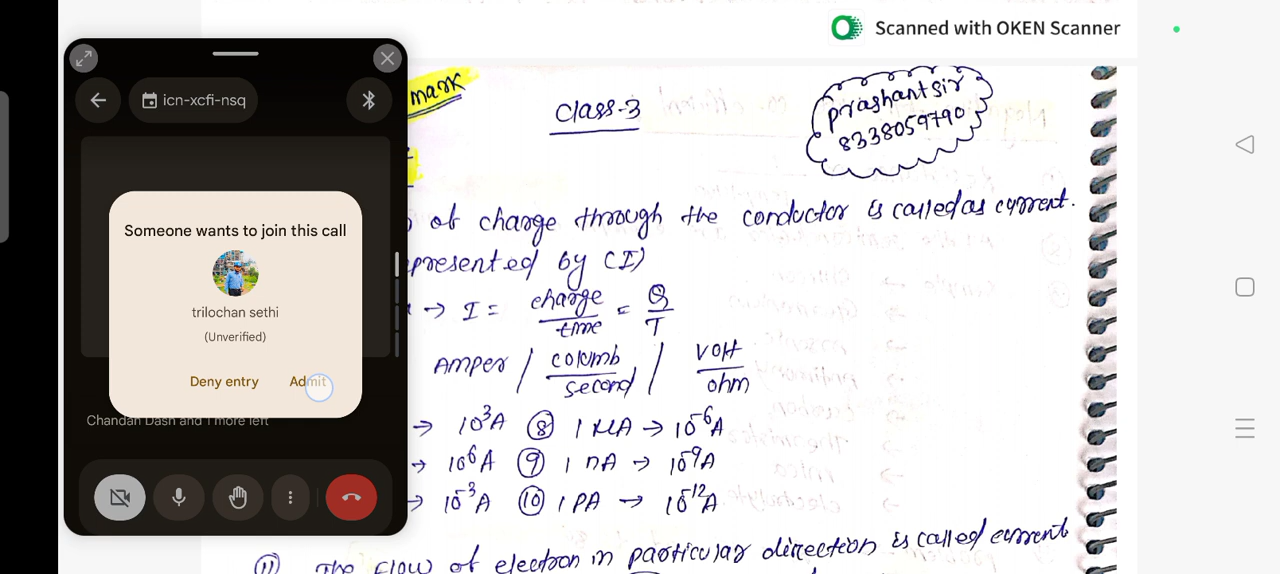 Scanned with OKEN Scanner
icn-xcfi-nsq
Someone wants to join this call
trilochan sethi
(Unverified)
Deny entry
Admit
Chandan Dash and 1 more left
mark
Class-3
prashant sir
8338059790
of charge through the conductor is called as current.
presented by (I)
→ I = charge/time = Q/T
Amper / coloumb/second / volt/ohm
→ 10³A ⑧ 1 μA → 10⁻⁶A
→ 10⁶A ⑨ 1 nA → 10⁻⁹A
→ 10⁻³A ⑩ 1 PA → 10⁻¹²A
⑪ The flow of electron in particular direction is called current